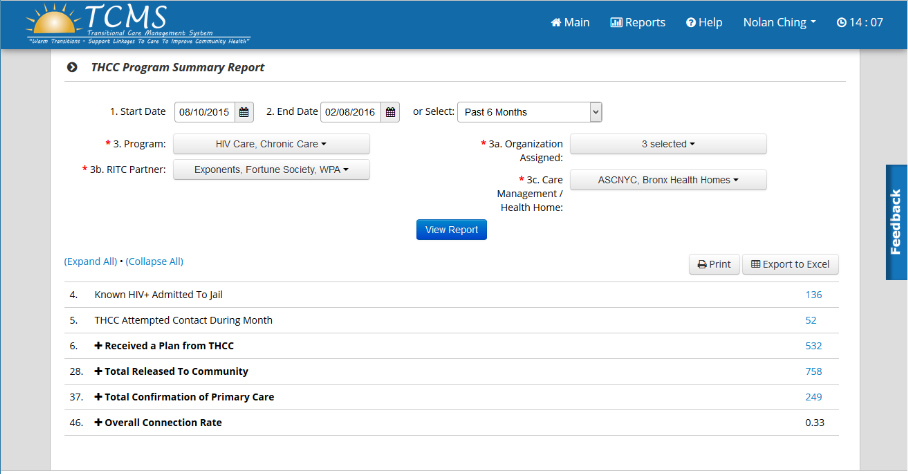 TCMS
Transitional Care Management System
"Warm Transitions - Support Linkages To Care To Improve Community Health"
Main Reports Help Nolan Ching 14 : 07
THCC Program Summary Report
1. Start Date 08/10/2015 2. End Date 02/08/2016 or Select: Past 6 Months
* 3. Program: HIV Care, Chronic Care
* 3a. Organization Assigned: 3 selected
* 3b. RITC Partner: Exponents, Fortune Society, WPA
* 3c. Care Management / Health Home: ASCNYC, Bronx Health Homes
View Report
(Expand All) • (Collapse All)
Print Export to Excel
4. Known HIV+ Admitted To Jail 136
5. THCC Attempted Contact During Month 52
6. Received a Plan from THCC 532
28. Total Released To Community 758
37. Total Confirmation of Primary Care 249
46. Overall Connection Rate 0.33
Feedback